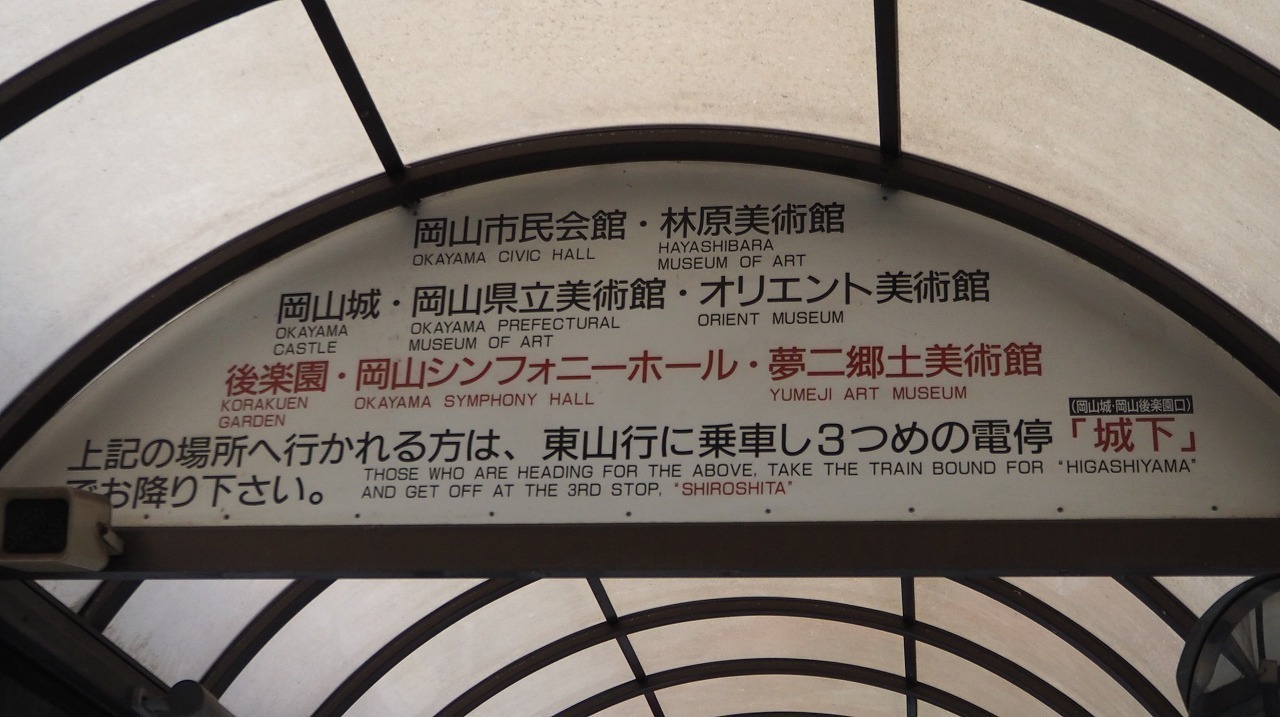 岡山市民会館・林原美術館
OKAYAMA CIVIC HALL HAYASHIBARA
MUSEUM OF ART
岡山城・岡山県立美術館・オリエント美術館
OKAYAMA OKAYAMA PREFECTURAL ORIENT MUSEUM
CASTLE MUSEUM OF ART
後楽園・岡山シンフォニーホール・夢二郷土美術館
KORAKUEN OKAYAMA SYMPHONY HALL YUMEJI ART MUSEUM
GARDEN
(岡山城・岡山後楽園口)
上記の場所へ行かれる方は、東山行に乗車し3つめの電停「城下」
でお降り下さい。
THOSE WHO ARE HEADING FOR THE ABOVE, TAKE THE TRAIN BOUND FOR "HIGASHIYAMA"
AND GET OFF AT THE 3RD STOP, "SHIROSHITA"